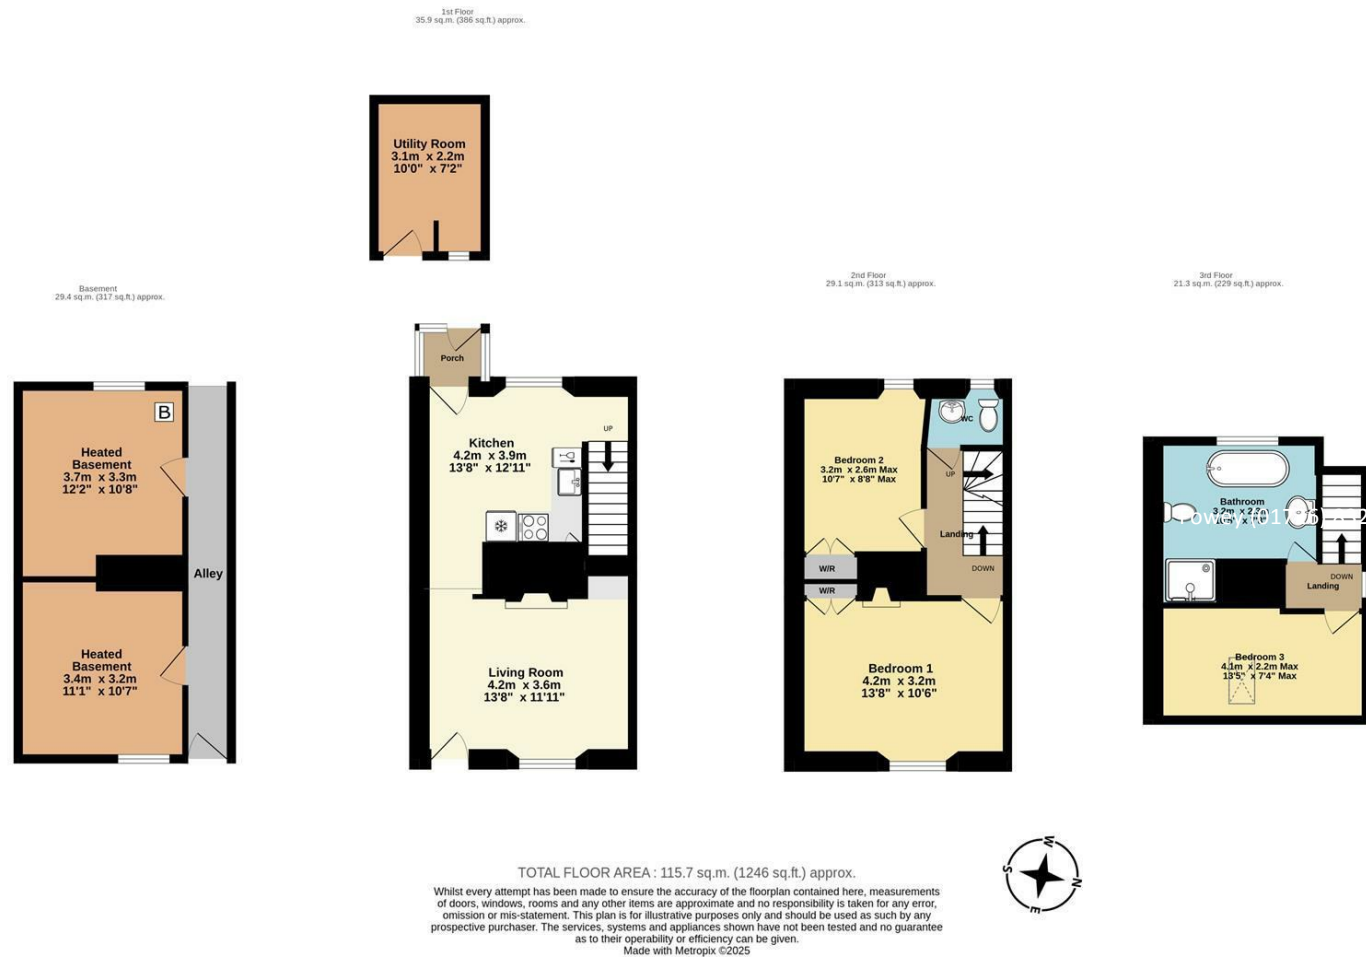 1st Floor
35.9 sq.m. (386 sq.ft.) approx.
Utility Room
3.1m x 2.2m
10'0" x 7'2"
Basement
29.4 sq.m. (317 sq.ft.) approx.
2nd Floor
29.1 sq.m. (313 sq.ft.) approx.
3rd Floor
21.3 sq.m. (229 sq.ft.) approx.
B
Heated
Basement
3.7m x 3.3m
12'2" x 10'8"
Alley
Heated
Basement
3.4m x 3.2m
11'1" x 10'7"
Porch
UP
Kitchen
4.2m x 3.9m
13'8" x 12'11"
Living Room
4.2m x 3.6m
13'8" x 11'11"
WC
Bedroom 2
3.2m x 2.6m Max
10'7" x 8'8" Max
UP
Landing
DOWN
W/R
W/R
Bedroom 1
4.2m x 3.2m
13'8" x 10'6"
Bathroom
DOWN
Landing
Bedroom 3
4.1m x 2.2m Max
13'5" x 7'4" Max
W
S
N
E
TOTAL FLOOR AREA : 115.7 sq.m. (1246 sq.ft.) approx.
Whilst every attempt has been made to ensure the accuracy of the floorplan contained here, measurements
of doors, windows, rooms and any other items are approximate and no responsibility is taken for any error,
omission or mis-statement. This plan is for illustrative purposes only and should be used as such by any
prospective purchaser. The services, systems and appliances shown have not been tested and no guarantee
as to their operability or efficiency can be given.
Made with Metropix ©2025